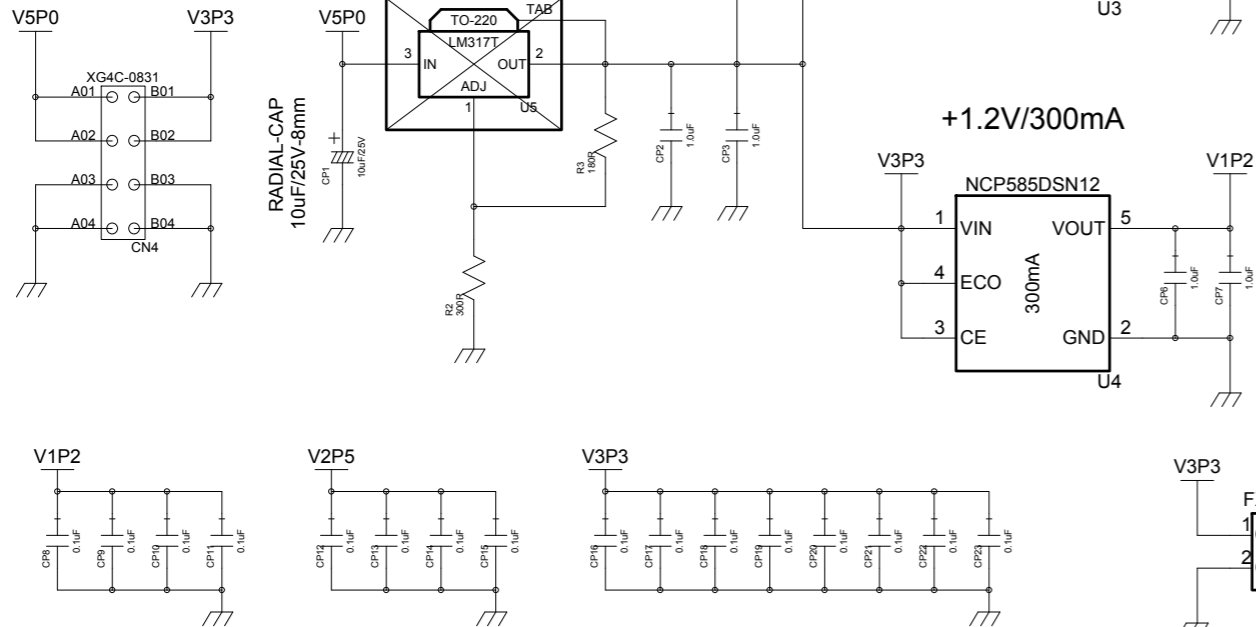 V5P0
V3P3
XG4C-0831
A01
B01
A02
B02
A03
B03
A04
B04
CN4
RADIAL-CAP
10uF/25V-8mm
V5P0
CP1
10uF/25V
TAB
TO-220
LM317T
3
IN
OUT
2
ADJ
1
U5
R3
180R
R2
300R
CP2
1.0uF
CP3
1.0uF
U3
+1.2V/300mA
V3P3
V1P2
NCP585DSN12
1
VIN
VOUT
5
4
ECO
300mA
3
CE
GND
2
U4
CP6
1.0uF
CP7
1.0uF
V1P2
CP8
0.1uF
CP9
0.1uF
CP10
0.1uF
CP11
0.1uF
V2P5
CP12
0.1uF
CP13
0.1uF
CP14
0.1uF
CP15
0.1uF
V3P3
CP16
0.1uF
CP17
0.1uF
CP18
0.1uF
CP19
0.1uF
CP20
0.1uF
CP21
0.1uF
CP22
0.1uF
CP23
0.1uF
V3P3
1
2